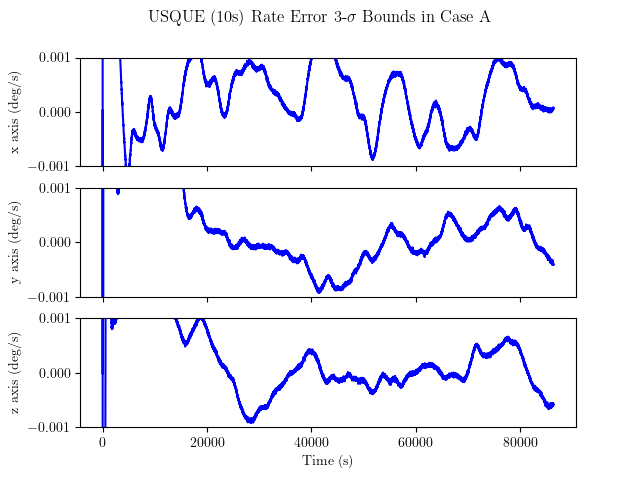 USQUE (10s) Rate Error 3-σ Bounds in Case A
0.001
0.000
−0.001
x axis (deg/s)
0.001
0.000
−0.001
y axis (deg/s)
0.001
0.000
−0.001
z axis (deg/s)
0 20000 40000 60000 80000
Time (s)